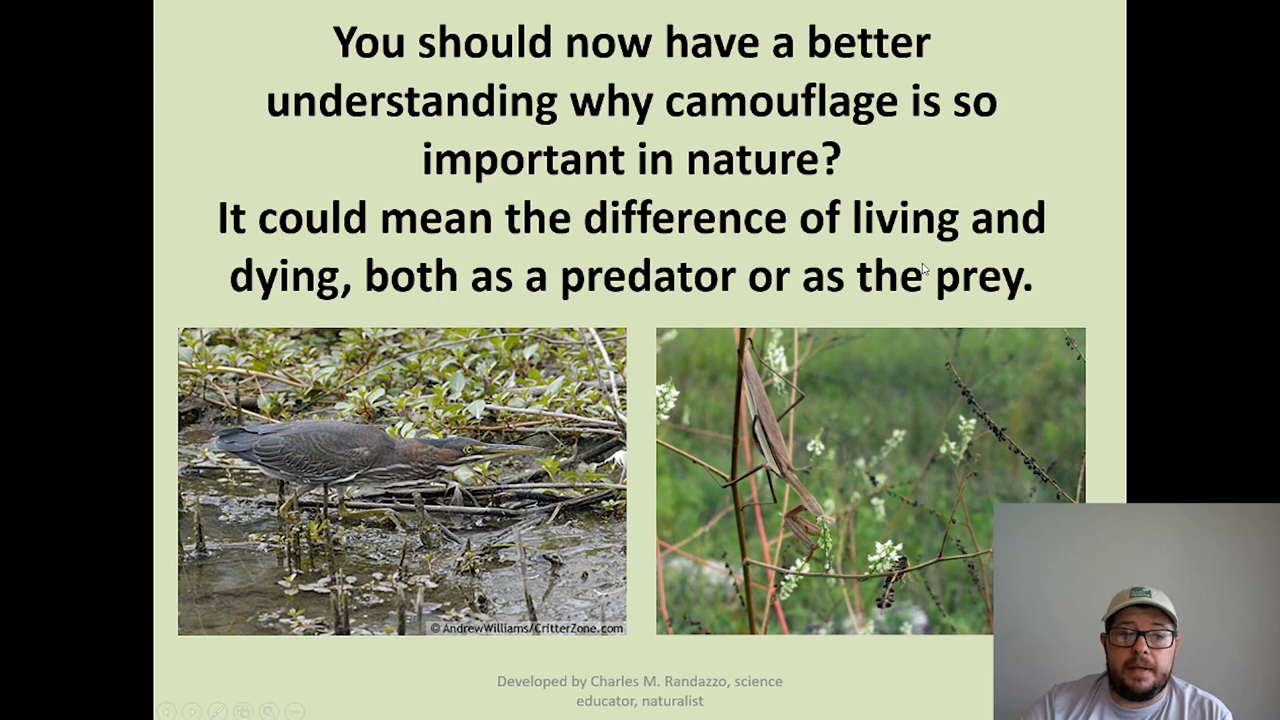 You should now have a better
understanding why camouflage is so
important in nature?
It could mean the difference of living and
dying, both as a predator or as the prey.
© AndrewWilliams/CritterZone.com
Developed by Charles M. Randazzo, science
educator, naturalist